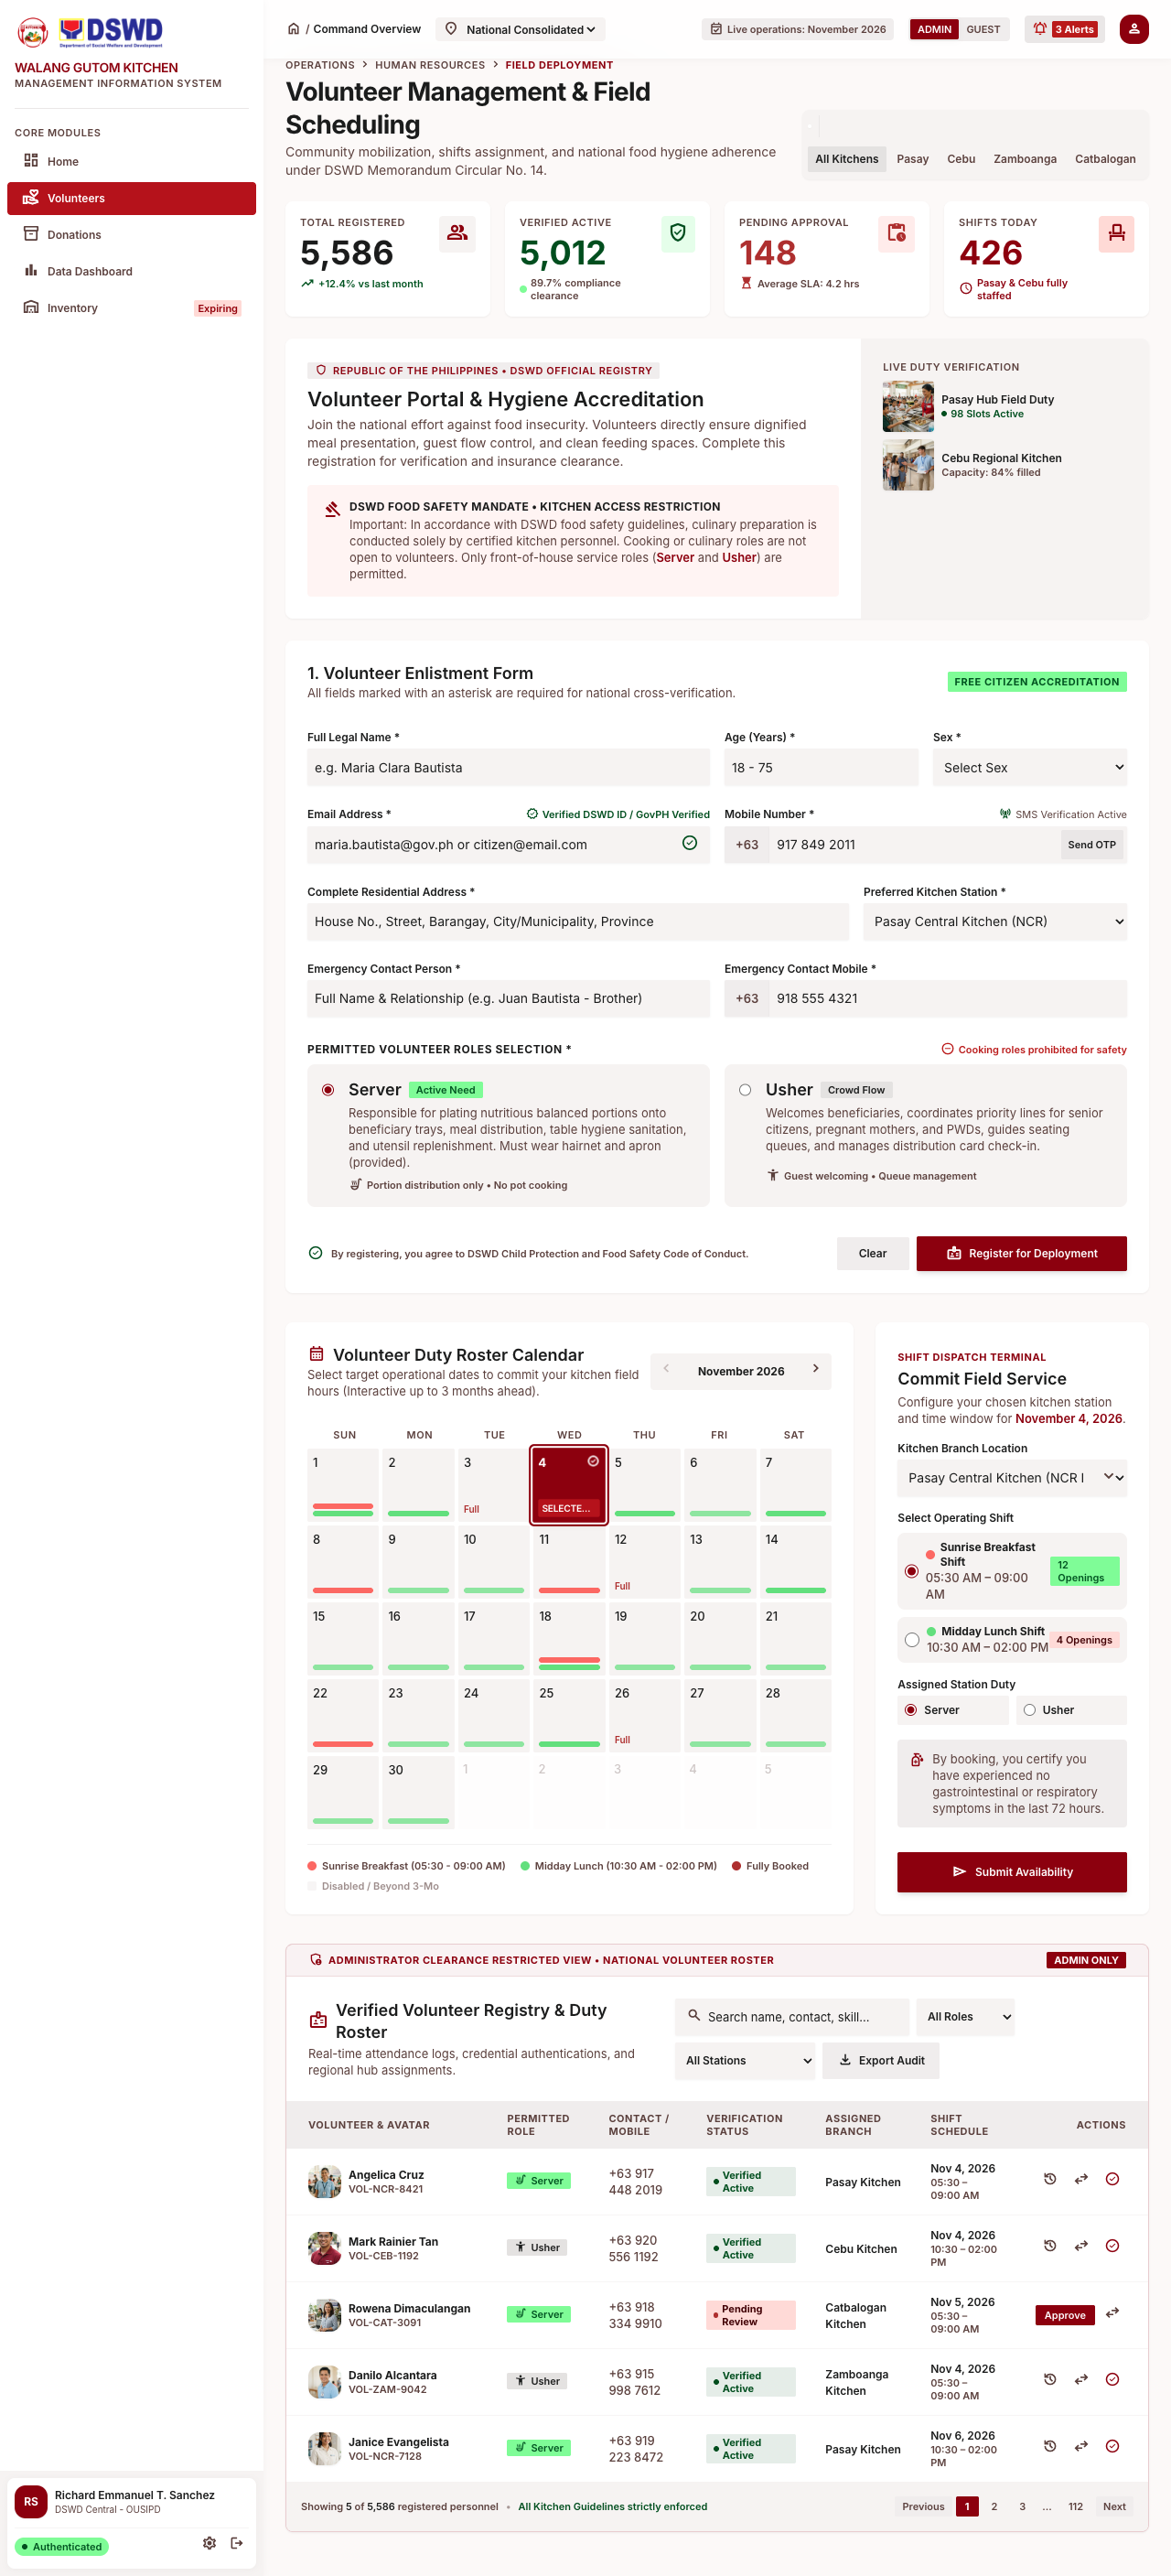 DSWD
Department of Social Welfare and Development
WALANG GUTOM KITCHEN
MANAGEMENT INFORMATION SYSTEM
CORE MODULES
Home
Volunteers
Donations
Data Dashboard
Inventory
Expiring
/ Command Overview
National Consolidated
Live operations: November 2026
ADMIN
GUEST
3 Alerts
OPERATIONS > HUMAN RESOURCES > FIELD DEPLOYMENT
Volunteer Management & Field
Scheduling
Community mobilization, shifts assignment, and national food hygiene adherence
under DSWD Memorandum Circular No. 14.
All Kitchens
Pasay
Cebu
Zamboanga
Catbalogan
TOTAL REGISTERED
5,586
+12.4% vs last month
VERIFIED ACTIVE
5,012
89.7% compliance
clearance
PENDING APPROVAL
148
Average SLA: 4.2 hrs
SHIFTS TODAY
426
Pasay & Cebu fully
staffed
REPUBLIC OF THE PHILIPPINES • DSWD OFFICIAL REGISTRY
Volunteer Portal & Hygiene Accreditation
Join the national effort against food insecurity. Volunteers directly ensure dignified
meal presentation, guest flow control, and clean feeding spaces. Complete this
registration for verification and insurance clearance.
DSWD FOOD SAFETY MANDATE • KITCHEN ACCESS RESTRICTION
Important: In accordance with DSWD food safety guidelines, culinary preparation is
conducted solely by certified kitchen personnel. Cooking or culinary roles are not
open to volunteers. Only front-of-house service roles (Server and Usher) are
permitted.
LIVE DUTY VERIFICATION
Pasay Hub Field Duty
98 Slots Active
Cebu Regional Kitchen
Capacity: 84% filled
1. Volunteer Enlistment Form
All fields marked with an asterisk are required for national cross-verification.
FREE CITIZEN ACCREDITATION
Full Legal Name *
e.g. Maria Clara Bautista
Age (Years) *
18 - 75
Sex *
Select Sex
Email Address *
Verified DSWD ID / GovPH Verified
maria.bautista@gov.ph or citizen@email.com
Mobile Number *
SMS Verification Active
+63
917 849 2011
Send OTP
Complete Residential Address *
House No., Street, Barangay, City/Municipality, Province
Preferred Kitchen Station *
Pasay Central Kitchen (NCR)
Emergency Contact Person *
Full Name & Relationship (e.g. Juan Bautista - Brother)
Emergency Contact Mobile *
+63
918 555 4321
PERMITTED VOLUNTEER ROLES SELECTION *
Cooking roles prohibited for safety
Server
Active Need
Responsible for plating nutritious balanced portions onto
beneficiary trays, meal distribution, table hygiene sanitation,
and utensil replenishment. Must wear hairnet and apron
(provided).
Portion distribution only • No pot cooking
Usher
Crowd Flow
Welcomes beneficiaries, coordinates priority lines for senior
citizens, pregnant mothers, and PWDs, guides seating
queues, and manages distribution card check-in.
Guest welcoming • Queue management
By registering, you agree to DSWD Child Protection and Food Safety Code of Conduct.
Clear
Register for Deployment
Volunteer Duty Roster Calendar
Select target operational dates to commit your kitchen field
hours (Interactive up to 3 months ahead).
November 2026
SUN MON TUE WED THU FRI SAT
1 2 3 4 5 6 7
Full
SELECTE...
8 9 10 11 12 13 14
Full
15 16 17 18 19 20 21
22 23 24 25 26 27 28
Full
29 30 1 2 3 4 5
Sunrise Breakfast (05:30 - 09:00 AM)
Midday Lunch (10:30 AM - 02:00 PM)
Fully Booked
Disabled / Beyond 3-Mo
SHIFT DISPATCH TERMINAL
Commit Field Service
Configure your chosen kitchen station
and time window for November 4, 2026.
Kitchen Branch Location
Pasay Central Kitchen (NCR
Select Operating Shift
Sunrise Breakfast
Shift
05:30 AM – 09:00
AM
12
Openings
Midday Lunch Shift
10:30 AM – 02:00 PM
4 Openings
Assigned Station Duty
Server
Usher
By booking, you certify you
have experienced no
gastrointestinal or respiratory
symptoms in the last 72 hours.
Submit Availability
ADMINISTRATOR CLEARANCE RESTRICTED VIEW • NATIONAL VOLUNTEER ROSTER
ADMIN ONLY
Verified Volunteer Registry & Duty
Roster
Real-time attendance logs, credential authentications, and
regional hub assignments.
Search name, contact, skill...
All Roles
All Stations
Export Audit
VOLUNTEER & AVATAR
PERMITTED
ROLE
CONTACT /
MOBILE
VERIFICATION
STATUS
ASSIGNED
BRANCH
SHIFT
SCHEDULE
ACTIONS
Angelica Cruz
VOL-NCR-8421
Server
+63 917
448 2019
Verified
Active
Pasay Kitchen
Nov 4, 2026
05:30 –
09:00 AM
Mark Rainier Tan
VOL-CEB-1192
Usher
+63 920
556 1192
Verified
Active
Cebu Kitchen
Nov 4, 2026
10:30 – 02:00
PM
Rowena Dimaculangan
VOL-CAT-3091
Server
+63 918
334 9910
Pending
Review
Catbalogan
Kitchen
Nov 5, 2026
05:30 –
09:00 AM
Approve
Danilo Alcantara
VOL-ZAM-9042
Usher
+63 915
998 7612
Verified
Active
Zamboanga
Kitchen
Nov 4, 2026
05:30 –
09:00 AM
Janice Evangelista
VOL-NCR-7128
Server
+63 919
223 8472
Verified
Active
Pasay Kitchen
Nov 6, 2026
10:30 – 02:00
PM
Showing 5 of 5,586 registered personnel • All Kitchen Guidelines strictly enforced
Previous 1 2 3 ... 112 Next
RS
Richard Emmanuel T. Sanchez
DSWD Central - OUSIPD
Authenticated